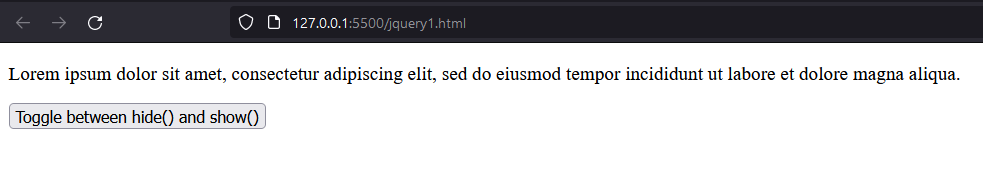 127.0.0.1:5500/jquery1.html
Lorem ipsum dolor sit amet, consectetur adipiscing elit, sed do eiusmod tempor incididunt ut labore et dolore magna aliqua.
Toggle between hide() and show()